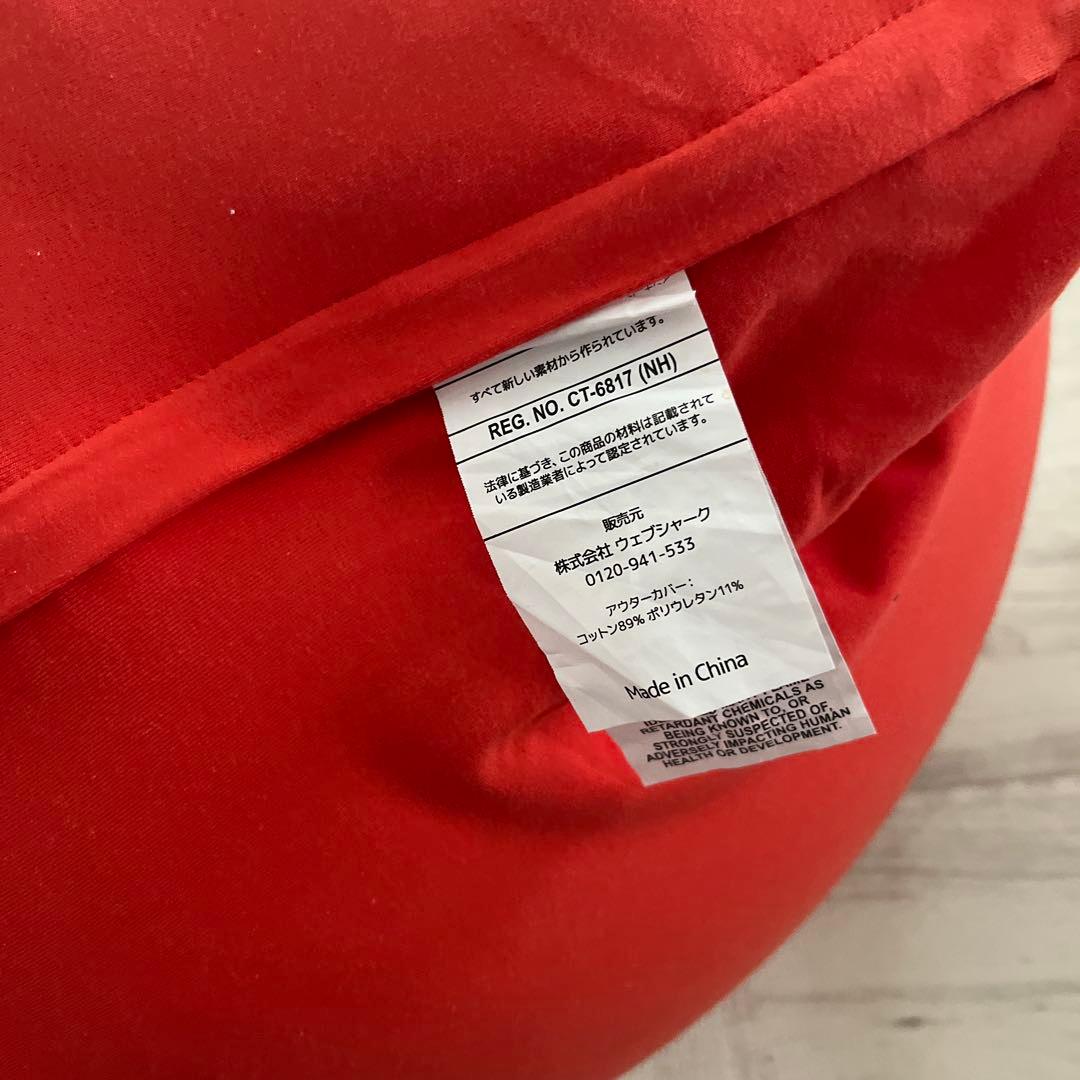 すべて新しい素材から作られています。
REG. NO. CT-6817 (NH)
法律に基づき、この商品の材料は記載されて
いる製造業者によって認定されています。
販売元
株式会社 ウェブシャーク
0120-941-533
アウターカバー：
コットン89% ポリウレタン11%
Made in China
RETARDANT CHEMICALS AS
BEING KNOWN TO, OR
STRONGLY SUSPECTED OF,
ADVERSELY IMPACTING HUMAN
HEALTH OR DEVELOPMENT.